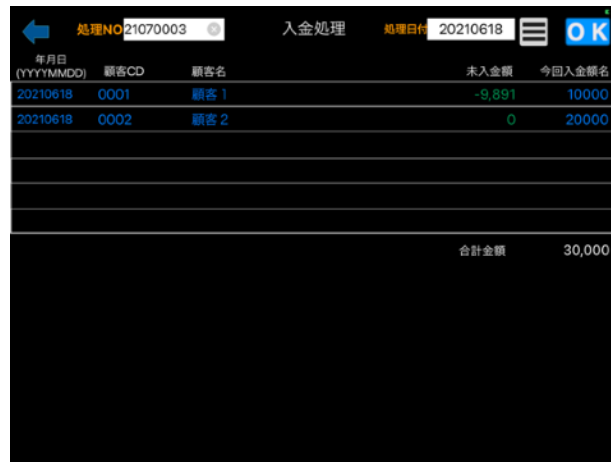 処理NO 21070003 入金処理 処理日付 20210618 OK
年月日
(YYYYMMDD) 顧客CD 顧客名 未入金額 今回入金額名
20210618 0001 顧客1 -9,891 10000
20210618 0002 顧客2 0 20000
合計金額 30,000